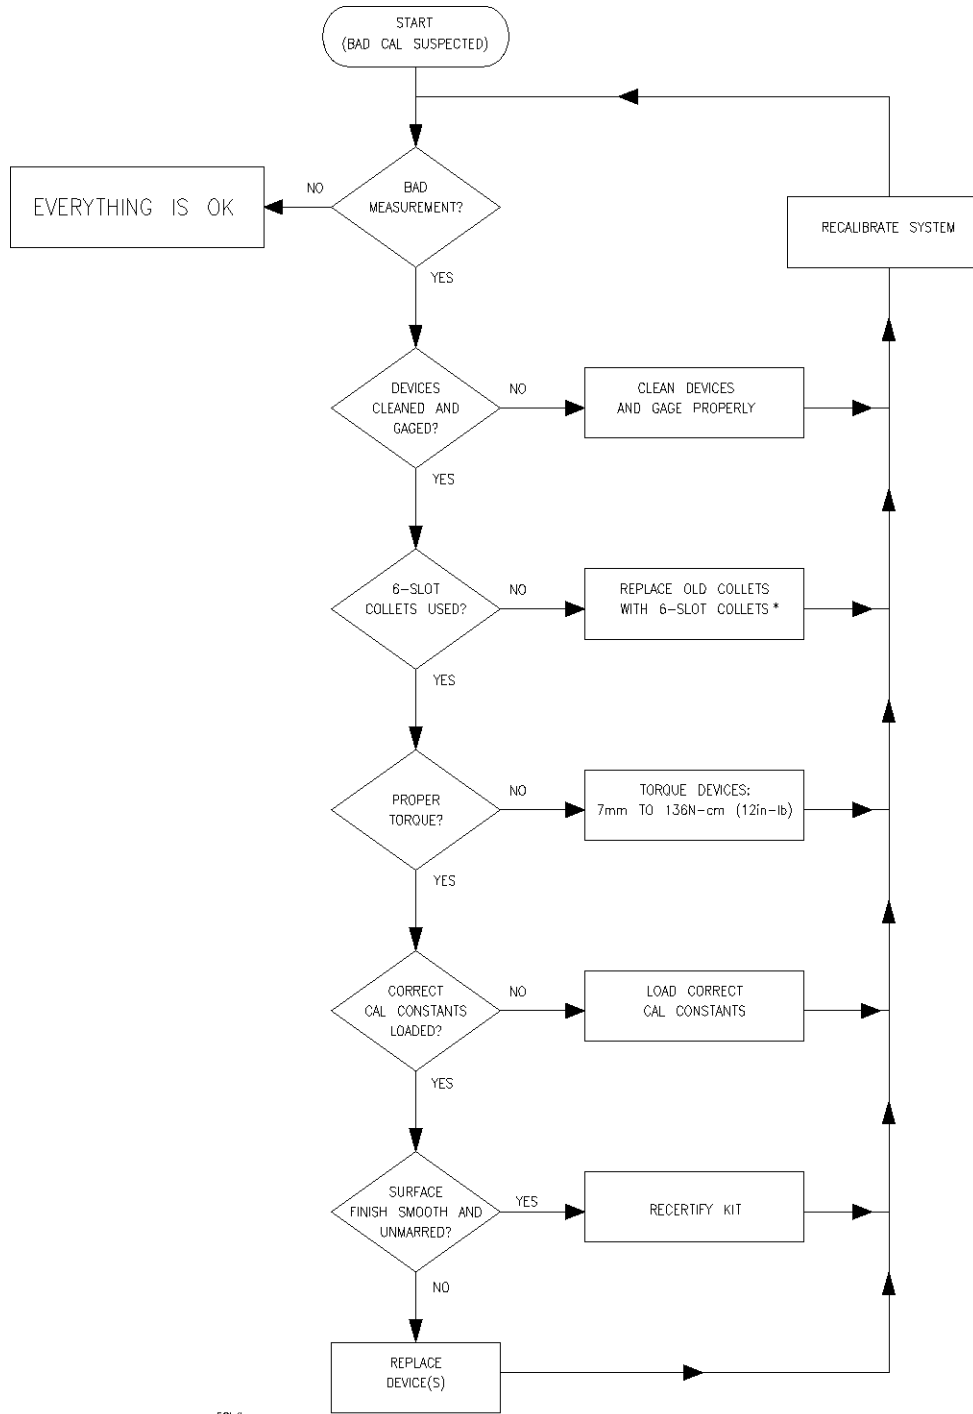 START
(BAD CAL SUSPECTED)
NO
BAD
MEASUREMENT?
EVERYTHING IS OK
RECALIBRATE SYSTEM
YES
DEVICES
CLEANED AND
GAGED?
NO
CLEAN DEVICES
AND GAGE PROPERLY
YES
6-SLOT
COLLETS USED?
NO
REPLACE OLD COLLETS
WITH 6-SLOT COLLETS*
YES
PROPER
TORQUE?
NO
TORQUE DEVICES:
7mm TO 136N-cm (12in-lb)
YES
CORRECT
CAL CONSTANTS
LOADED?
NO
LOAD CORRECT
CAL CONSTANTS
YES
SURFACE
FINISH SMOOTH AND
UNMARRED?
YES
RECERTIFY KIT
NO
REPLACE
DEVICE(S)